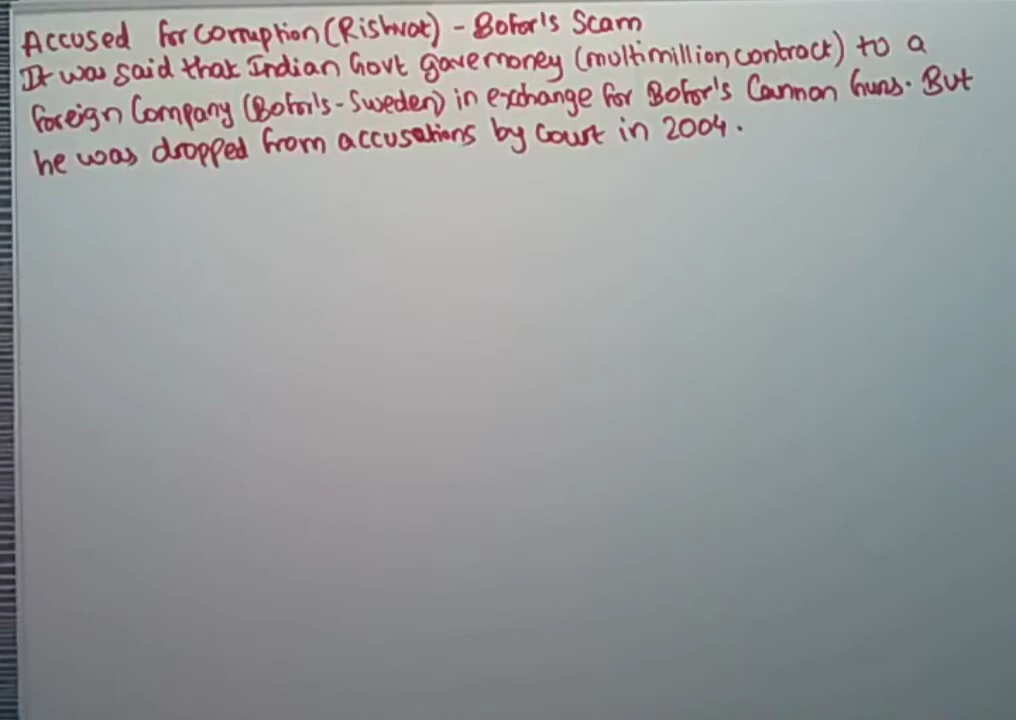 Accused for corruption (Rishwat) - Bofor's Scam
It was said that Indian Govt gave money (multimillion contract) to a
foreign Company (Bofor's - Sweden) in exchange for Bofor's Cannon Guns. But
he was dropped from accusations by Court in 2004.